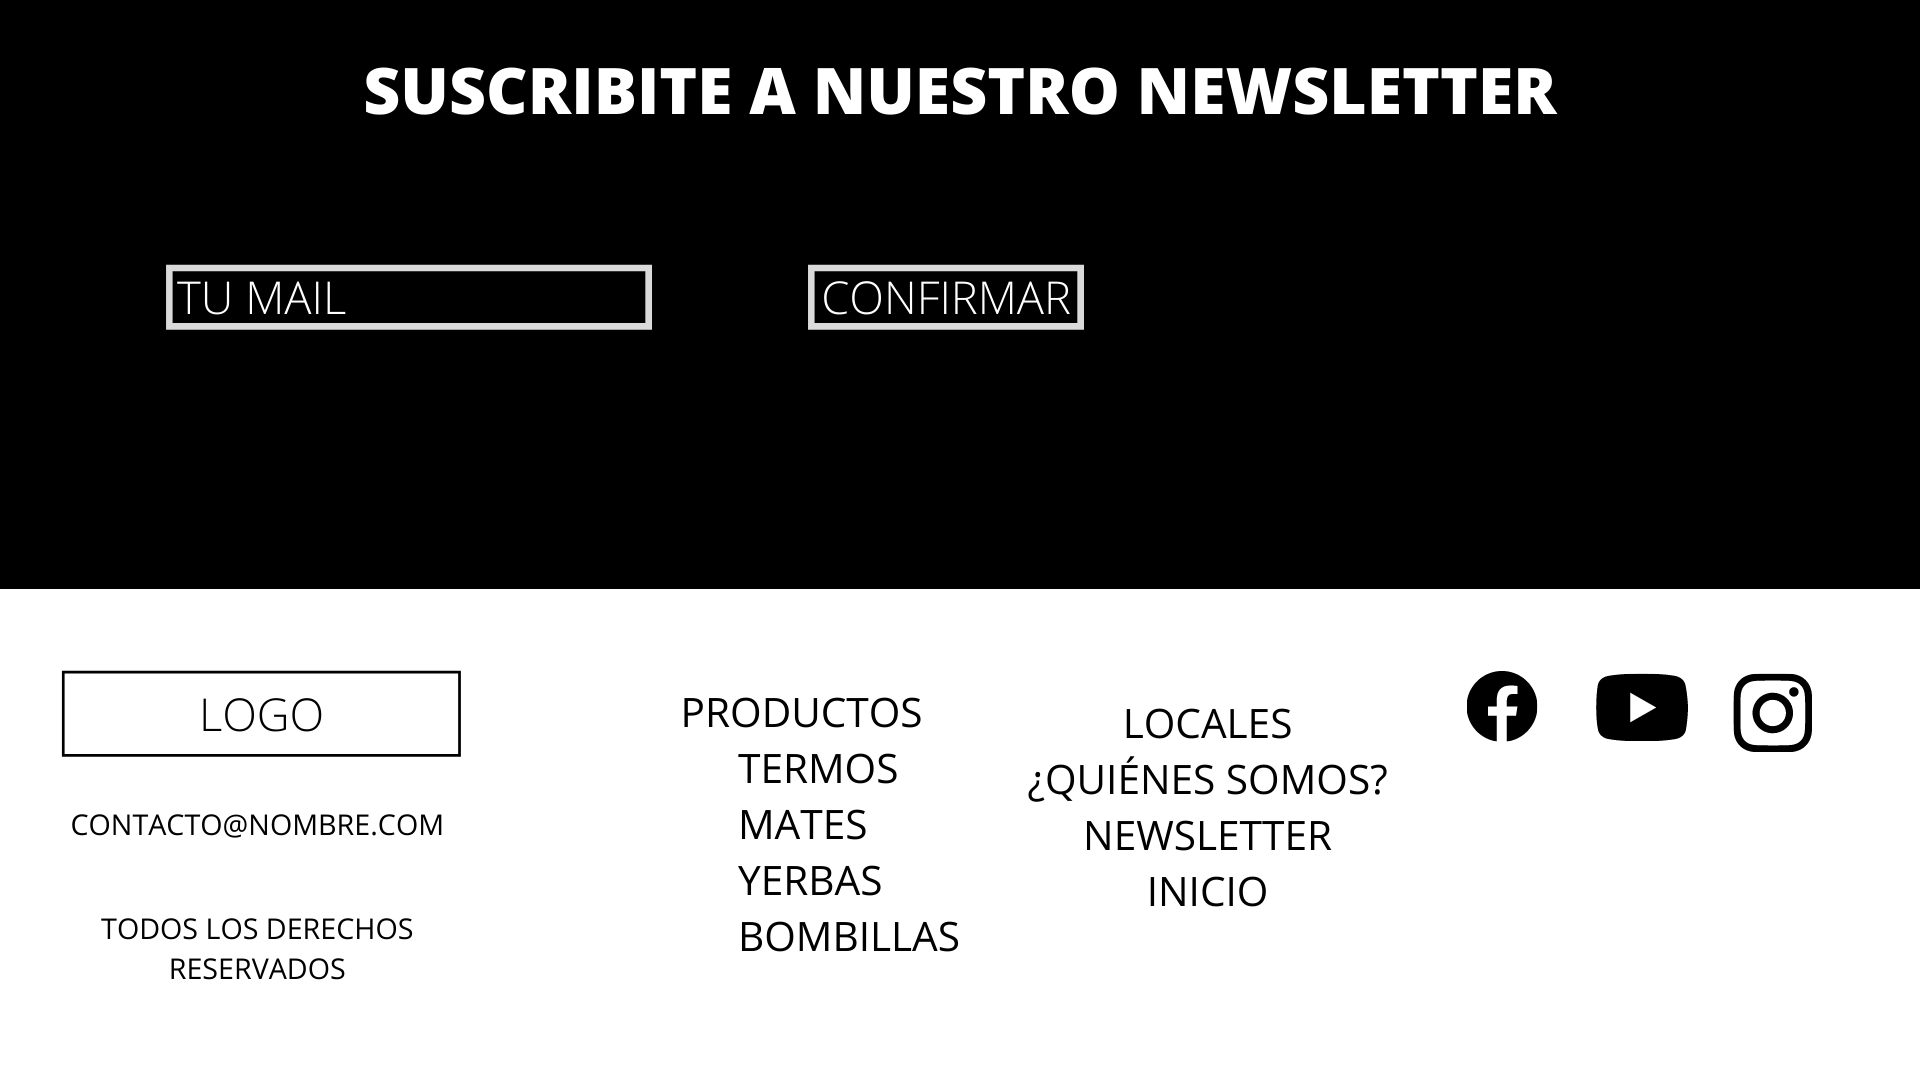 SUSCRIBITE A NUESTRO NEWSLETTER
TU MAIL
CONFIRMAR
LOGO
CONTACTO@NOMBRE.COM
TODOS LOS DERECHOS
RESERVADOS
PRODUCTOS
TERMOS
MATES
YERBAS
BOMBILLAS
LOCALES
¿QUIÉNES SOMOS?
NEWSLETTER
INICIO